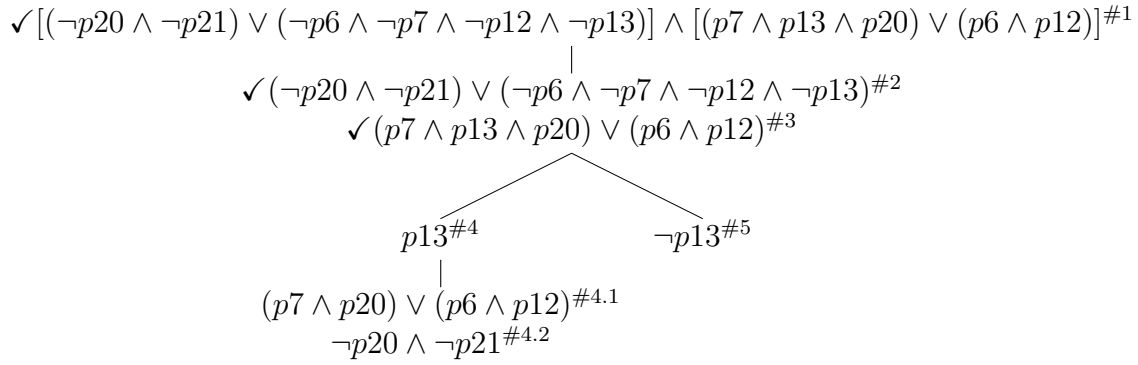 ✓[(¬p20 ∧ ¬p21) ∨ (¬p6 ∧ ¬p7 ∧ ¬p12 ∧ ¬p13)] ∧ [(p7 ∧ p13 ∧ p20) ∨ (p6 ∧ p12)]#1
✓(¬p20 ∧ ¬p21) ∨ (¬p6 ∧ ¬p7 ∧ ¬p12 ∧ ¬p13)#2
✓(p7 ∧ p13 ∧ p20) ∨ (p6 ∧ p12)#3
p13#4 ¬p13#5
(p7 ∧ p20) ∨ (p6 ∧ p12)#4.1
¬p20 ∧ ¬p21#4.2